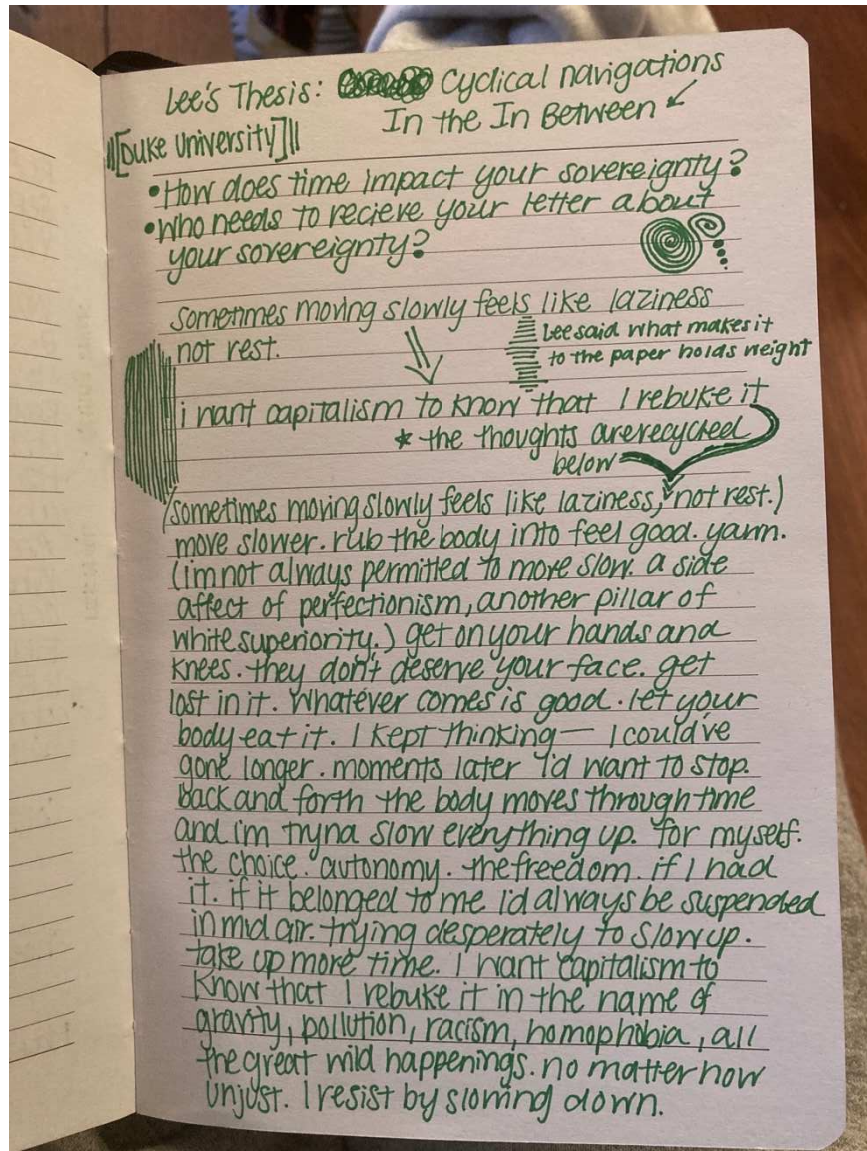 Lee's Thesis: Cyclical navigations
In the In Between
[Duke University]
• How does time impact your sovereignty?
• Who needs to recieve your letter about
your sovereignty?
sometimes moving slowly feels like laziness
not rest.
Lee said what makes it
to the paper holds weight
i want capitalism to know that I rebuke it
* the thoughts are recycled
below
(sometimes moving slowly feels like laziness, not rest.)
move slower. rub the body into feel good. yawn.
(im not always permitted to move slow. a side
affect of perfectionism, another pillar of
white superiority.) get on your hands and
knees. they don't deserve your face. get
lost in it. Whatever comes is good. let your
body eat it. I kept thinking — I could've
gone longer. moments later I'd want to stop.
back and forth the body moves through time
and i'm tryna slow everything up. for myself.
the choice. autonomy. the freedom. if I had
it. if it belonged to me I'd always be suspended
in mid air. trying desperately to slow up.
take up more time. I want capitalism to
know that I rebuke it in the name of
gravity, pollution, racism, homophobia, all
the great wild happenings. no matter how
unjust. I resist by slowing down.